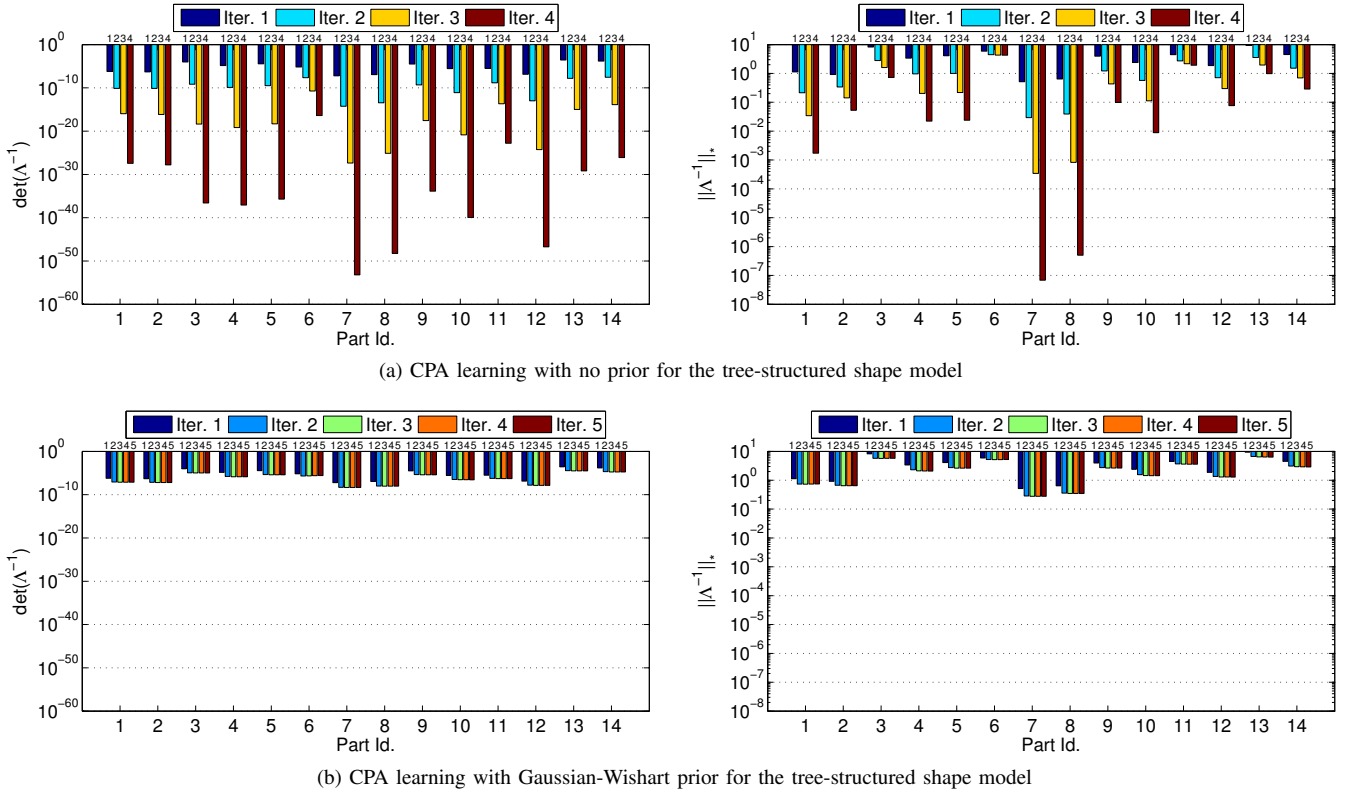 Iter. 1 Iter. 2 Iter. 3 Iter. 4
1234 1234 1234 1234 1234 1234 1234 1234 1234 1234 1234 1234 1234 1234
10^0
10^−10
10^−20
10^−30
10^−40
10^−50
10^−60
det(Λ^−1)
1 2 3 4 5 6 7 8 9 10 11 12 13 14
Part Id.
Iter. 1 Iter. 2 Iter. 3 Iter. 4
1234 1234 1234 1234 1234 1234 1234 1234 1234 1234 1234 1234 1234 1234
10^1
10^0
10^−1
10^−2
10^−3
10^−4
10^−5
10^−6
10^−7
10^−8
||Λ^−1||_*
1 2 3 4 5 6 7 8 9 10 11 12 13 14
Part Id.
(a) CPA learning with no prior for the tree-structured shape model
Iter. 1 Iter. 2 Iter. 3 Iter. 4 Iter. 5
12345 12345 12345 12345 12345 12345 12345 12345 12345 12345 12345 12345 12345 12345
10^0
10^−10
10^−20
10^−30
10^−40
10^−50
10^−60
det(Λ^−1)
1 2 3 4 5 6 7 8 9 10 11 12 13 14
Part Id.
Iter. 1 Iter. 2 Iter. 3 Iter. 4 Iter. 5
12345 12345 12345 12345 12345 12345 12345 12345 12345 12345 12345 12345 12345 12345
10^1
10^0
10^−1
10^−2
10^−3
10^−4
10^−5
10^−6
10^−7
10^−8
||Λ^−1||_*
1 2 3 4 5 6 7 8 9 10 11 12 13 14
Part Id.
(b) CPA learning with Gaussian-Wishart prior for the tree-structured shape model